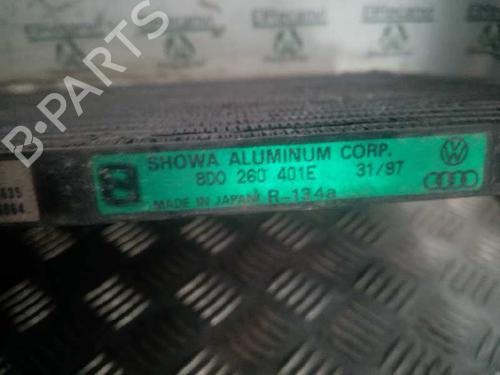 SHOWA ALUMINUM CORP.
8D0 260 401E 31/97
MADE IN JAPAN R-134a
B-PARTS